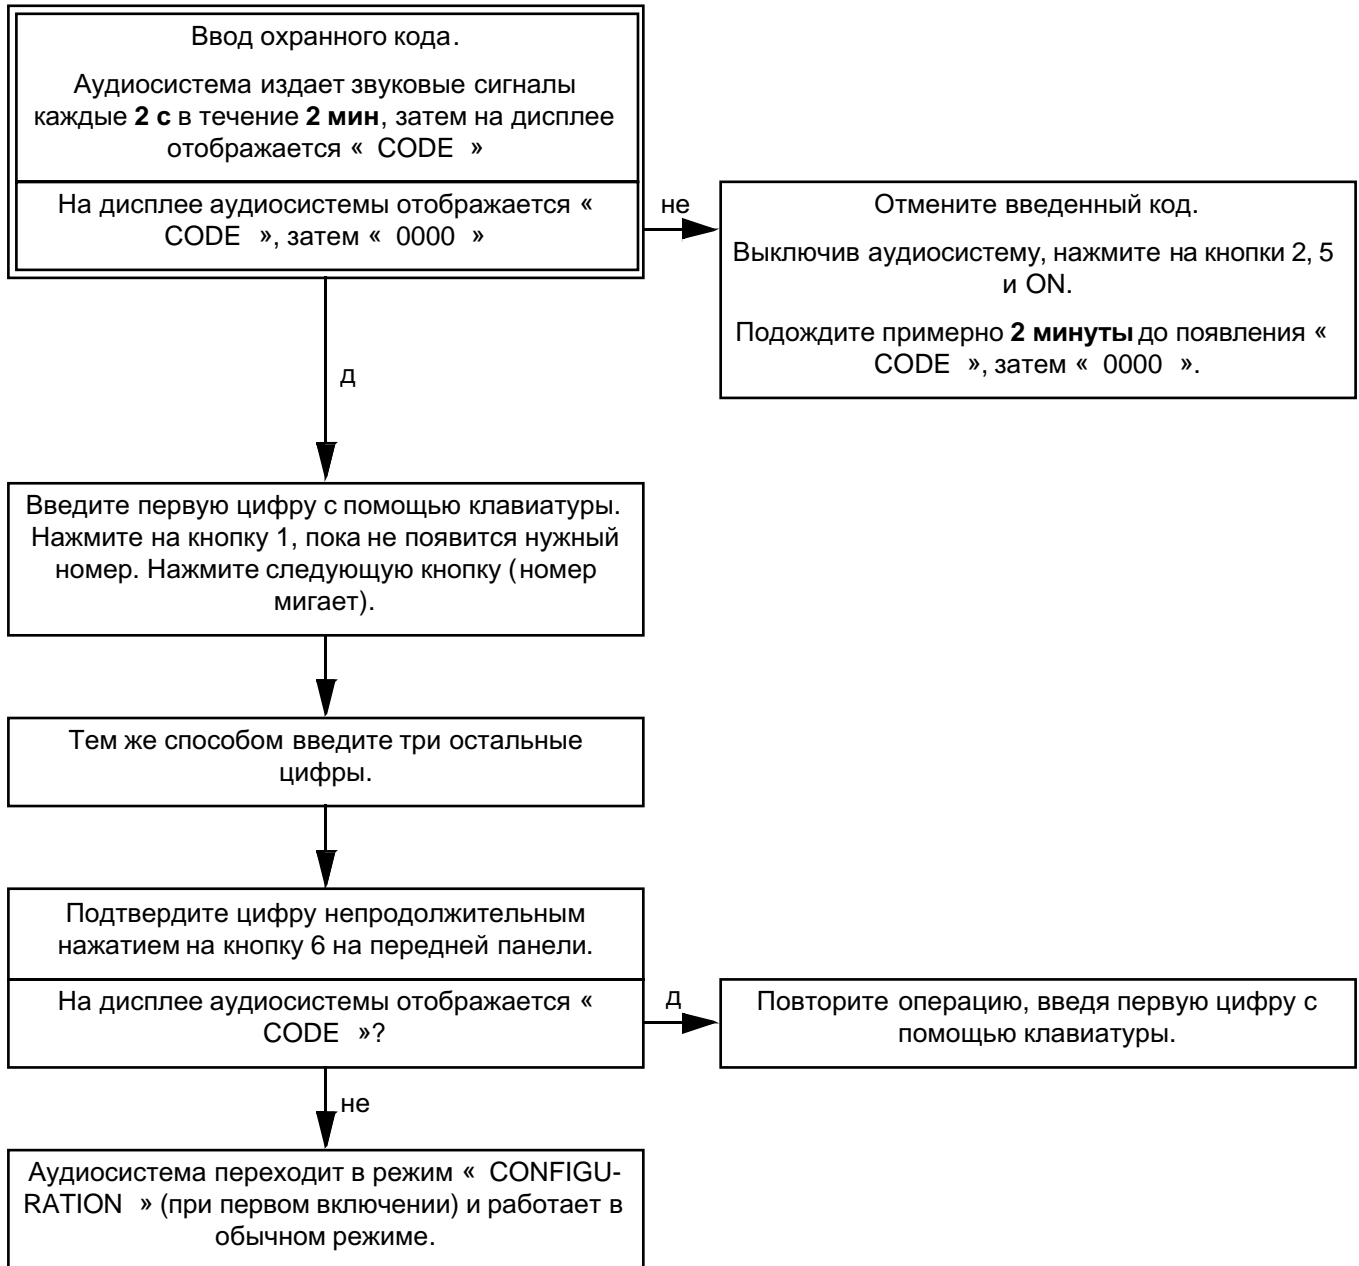 Ввод охранного кода.
Аудиосистема издает звуковые сигналы
каждые 2 с в течение 2 мин, затем на дисплее
отображается « CODE »
На дисплее аудиосистемы отображается «
CODE », затем « 0000 »
не
Отмените введенный код.
Выключив аудиосистему, нажмите на кнопки 2, 5
и ON.
Подождите примерно 2 минуты до появления «
CODE », затем « 0000 ».
д
Введите первую цифру с помощью клавиатуры.
Нажмите на кнопку 1, пока не появится нужный
номер. Нажмите следующую кнопку (номер
мигает).
Тем же способом введите три остальные
цифры.
Подтвердите цифру непродолжительным
нажатием на кнопку 6 на передней панели.
На дисплее аудиосистемы отображается «
CODE »?
д
Повторите операцию, введя первую цифру с
помощью клавиатуры.
не
Аудиосистема переходит в режим « CONFIGU-
RATION » (при первом включении) и работает в
обычном режиме.